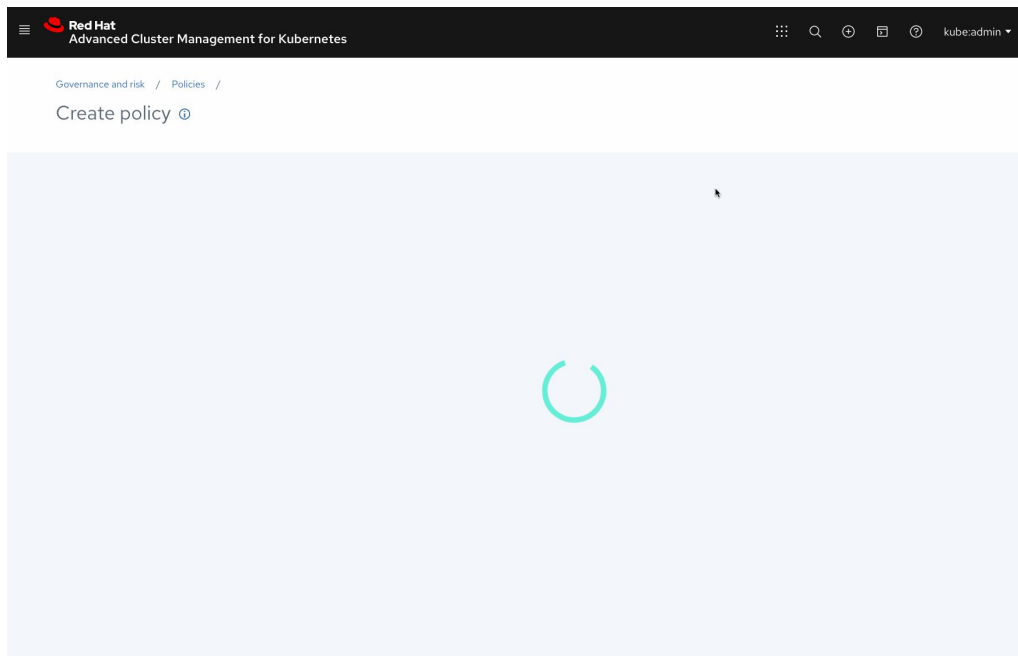 Red Hat
Advanced Cluster Management for Kubernetes
kube:admin
Governance and risk / Policies /
Create policy